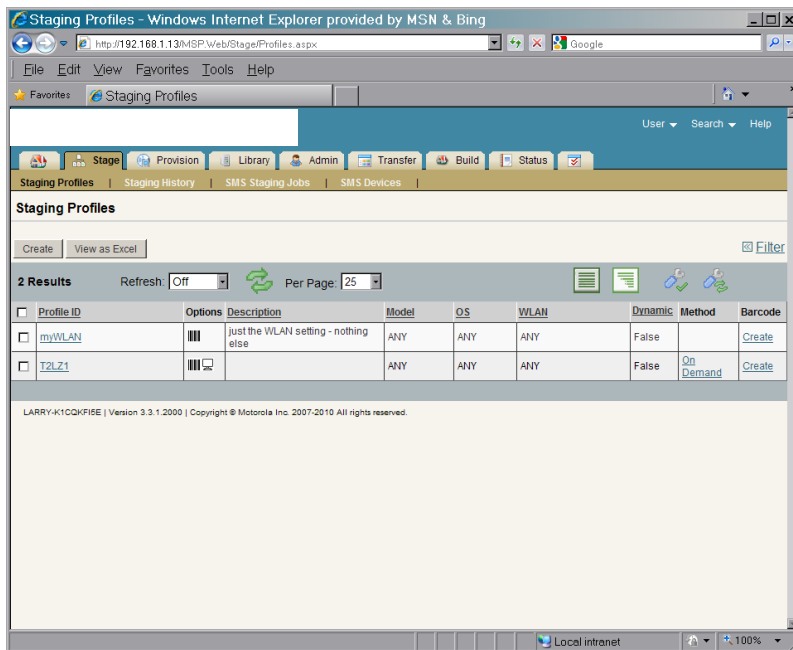 Staging Profiles - Windows Internet Explorer provided by MSN & Bing
http://192.168.1.13/MSP.Web/Stage/Profiles.aspx
Google
File Edit View Favorites Tools Help
Favorites Staging Profiles
User Search Help
Stage Provision Library Admin Transfer Build Status
Staging Profiles | Staging History | SMS Staging Jobs | SMS Devices |
Staging Profiles
Create View as Excel Filter
2 Results Refresh: Off Per Page: 25
Profile ID Options Description Model OS WLAN Dynamic Method Barcode
myWLAN just the WLAN setting - nothing else ANY ANY ANY False Create
T2LZ1 ANY ANY ANY False On Demand Create
LARRY-K1CQKFI5E | Version 3.3.1.2000 | Copyright © Motorola Inc. 2007-2010 All rights reserved.
Local intranet 100%